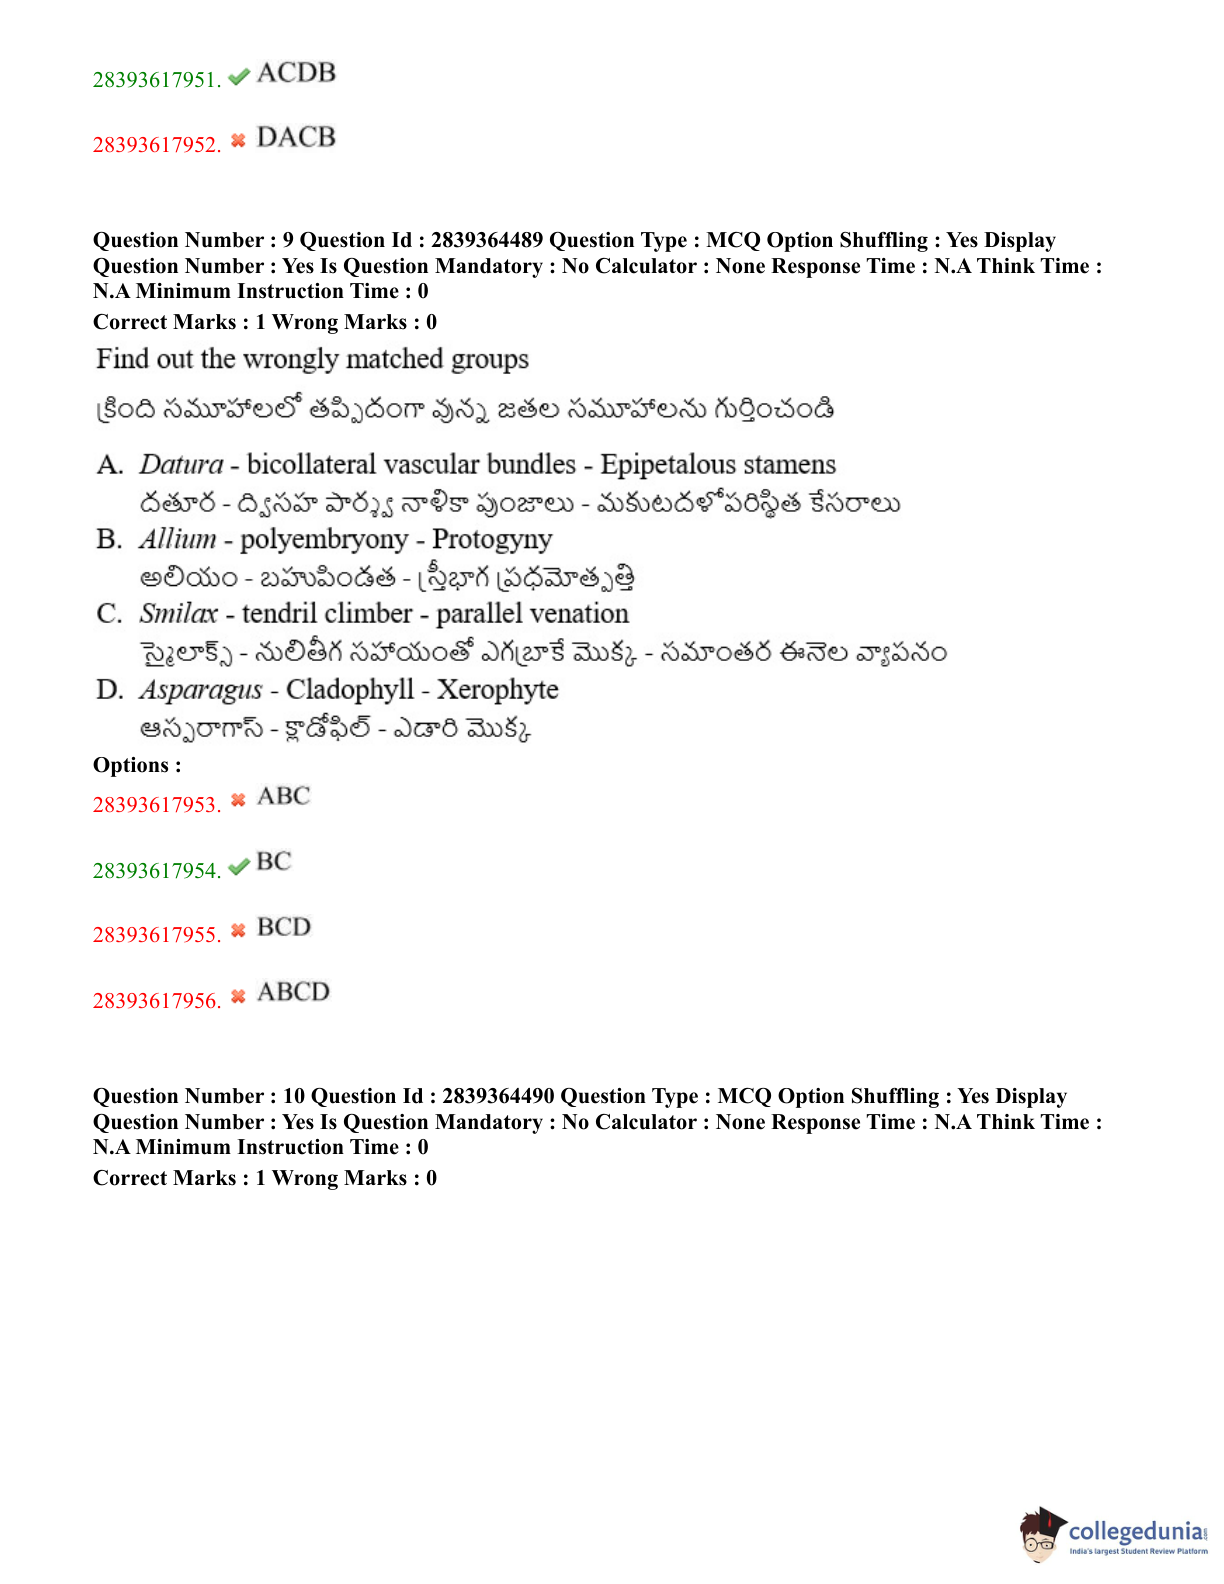 28393617951. ACDB
28393617952. DACB
Question Number : 9 Question Id : 2839364489 Question Type : MCQ Option Shuffling : Yes Display
Question Number : Yes Is Question Mandatory : No Calculator : None Response Time : N.A Think Time :
N.A Minimum Instruction Time : 0
Correct Marks : 1 Wrong Marks : 0
Find out the wrongly matched groups
క్రింది సమూహాలలో తప్పిదంగా వున్న జతల సమూహాలను గుర్తించండి
A. Datura - bicollateral vascular bundles - Epipetalous stamens
దతూర - ద్విసహ పార్శ్వ నాళికా పుంజాలు - మకుటదళోపరిస్థిత కేసరాలు
B. Allium - polyembryony - Protogyny
అలియం - బహుపిండత - స్త్రీభాగ ప్రధమోత్పత్తి
C. Smilax - tendril climber - parallel venation
స్మైలాక్స్ - నులితీగ సహాయంతో ఎగబ్రాకే మొక్క - సమాంతర ఈనెల వ్యాపనం
D. Asparagus - Cladophyll - Xerophyte
ఆస్పరాగాస్ - క్లాడోఫిల్ - ఎడారి మొక్క
Options :
28393617953. ABC
28393617954. BC
28393617955. BCD
28393617956. ABCD
Question Number : 10 Question Id : 2839364490 Question Type : MCQ Option Shuffling : Yes Display
Question Number : Yes Is Question Mandatory : No Calculator : None Response Time : N.A Think Time :
N.A Minimum Instruction Time : 0
Correct Marks : 1 Wrong Marks : 0
collegedunia.com
India's largest Student Review Platform